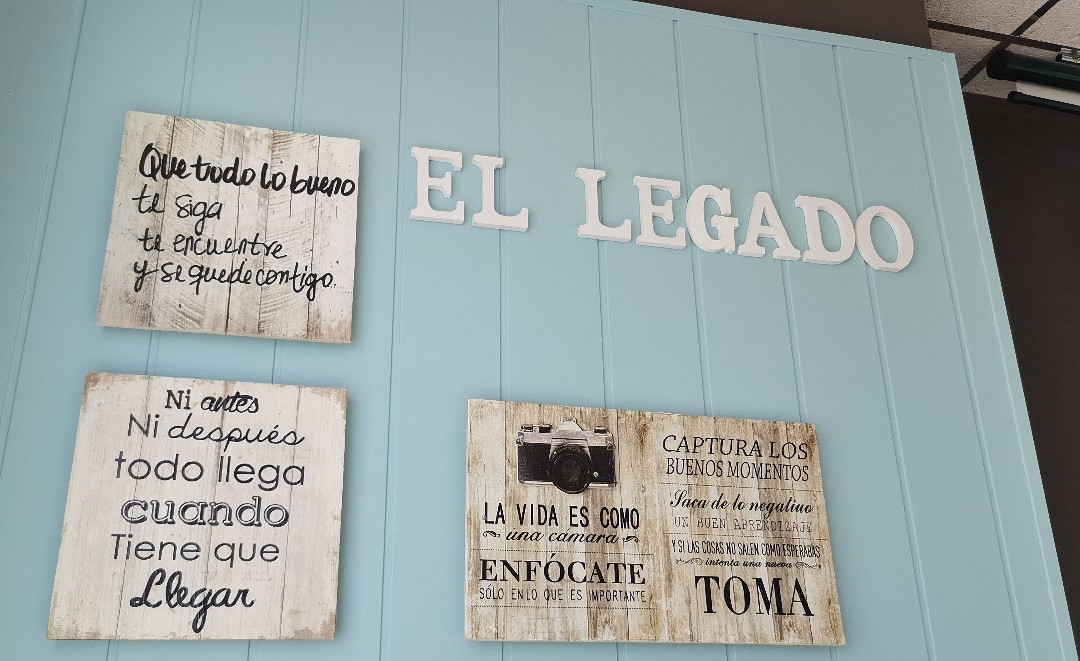 Que todo lo bueno
te siga
te encuentre
y se quede contigo.
EL LEGADO
Ni antes
Ni después
todo llega
cuando
Tiene que
Llegar
LA VIDA ES COMO
una cámara
ENFÓCATE
SÓLO EN LO QUE ES IMPORTANTE
CAPTURA LOS
BUENOS MOMENTOS
Saca de lo negativo
UN BUEN APRENDIZAJE
Y SI LAS COSAS NO SALEN COMO ESPERABAS
intenta una nueva
TOMA